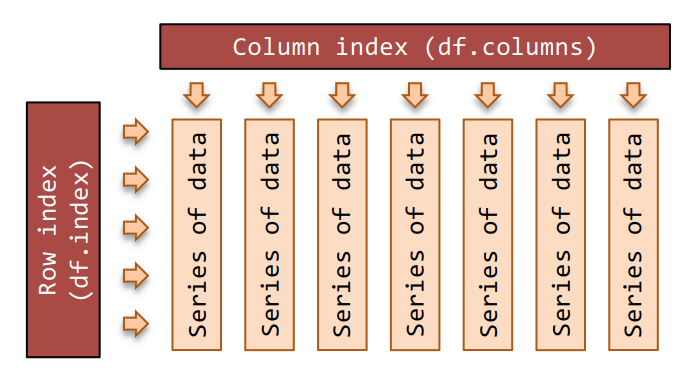 Column index (df.columns)
Row index
(df.index)
Series of data
Series of data
Series of data
Series of data
Series of data
Series of data
Series of data